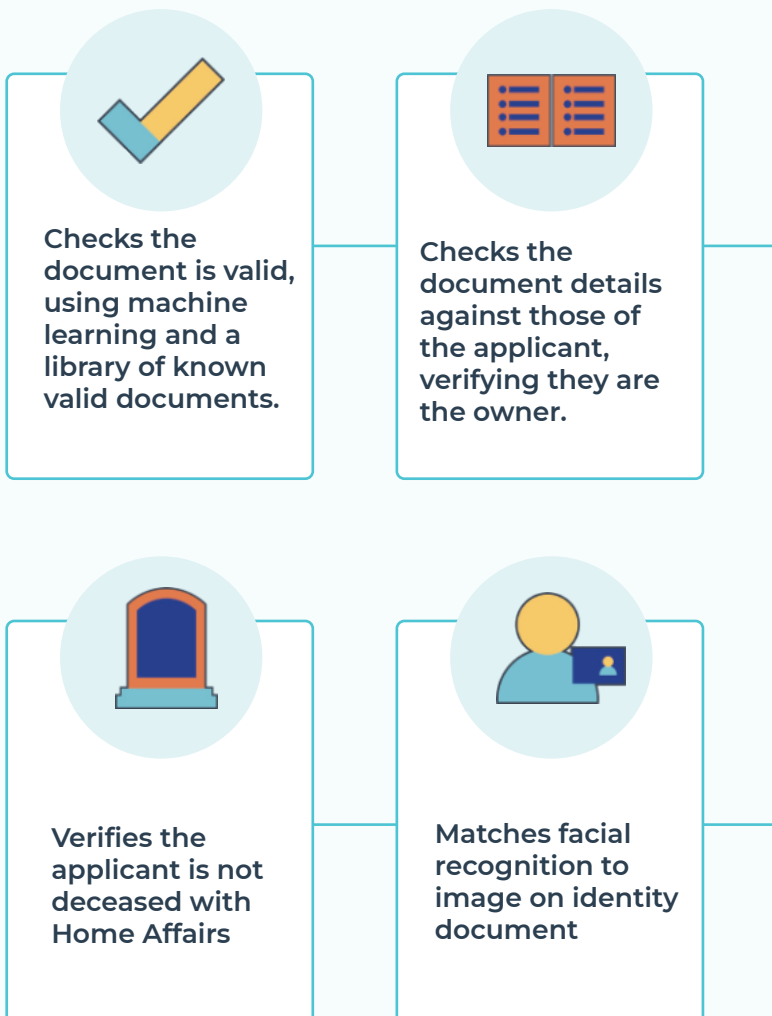 Checks the
document is valid,
using machine
learning and a
library of known
valid documents.
Checks the
document details
against those of
the applicant,
verifying they are
the owner.
Verifies the
applicant is not
deceased with
Home Affairs
Matches facial
recognition to
image on identity
document